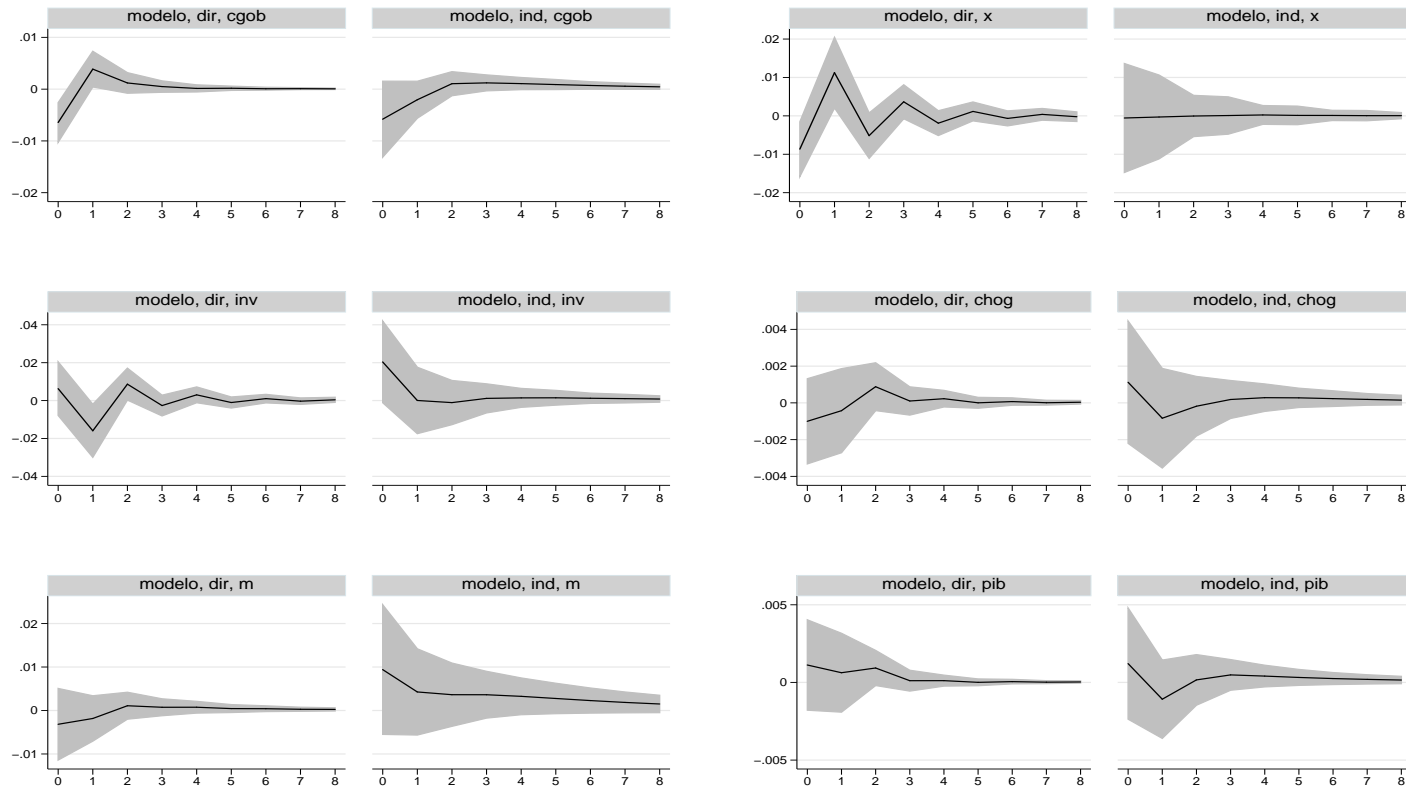 modelo, dir, cgob
modelo, ind, cgob
.01
0
−.01
−.02
0 1 2 3 4 5 6 7 8
0 1 2 3 4 5 6 7 8
modelo, dir, x
modelo, ind, x
.02
.01
0
−.01
−.02
0 1 2 3 4 5 6 7 8
0 1 2 3 4 5 6 7 8
modelo, dir, inv
modelo, ind, inv
.04
.02
0
−.02
−.04
0 1 2 3 4 5 6 7 8
0 1 2 3 4 5 6 7 8
modelo, dir, chog
modelo, ind, chog
.004
.002
0
−.002
−.004
0 1 2 3 4 5 6 7 8
0 1 2 3 4 5 6 7 8
modelo, dir, m
modelo, ind, m
.02
.01
0
−.01
0 1 2 3 4 5 6 7 8
0 1 2 3 4 5 6 7 8
modelo, dir, pib
modelo, ind, pib
.005
0
−.005
0 1 2 3 4 5 6 7 8
0 1 2 3 4 5 6 7 8